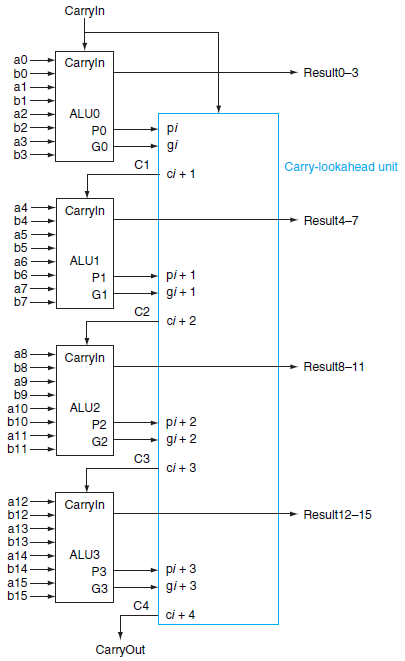 CarryIn
a0
b0
a1
b1
a2
b2
a3
b3
CarryIn
ALU0
P0
G0
Result0–3
pi
gi
Carry-lookahead unit
C1
ci + 1
a4
b4
a5
b5
a6
b6
a7
b7
CarryIn
ALU1
P1
G1
Result4–7
pi + 1
gi + 1
C2
ci + 2
a8
b8
a9
b9
a10
b10
a11
b11
CarryIn
ALU2
P2
G2
Result8–11
pi + 2
gi + 2
C3
ci + 3
a12
b12
a13
b13
a14
b14
a15
b15
CarryIn
ALU3
P3
G3
Result12–15
pi + 3
gi + 3
C4
ci + 4
CarryOut